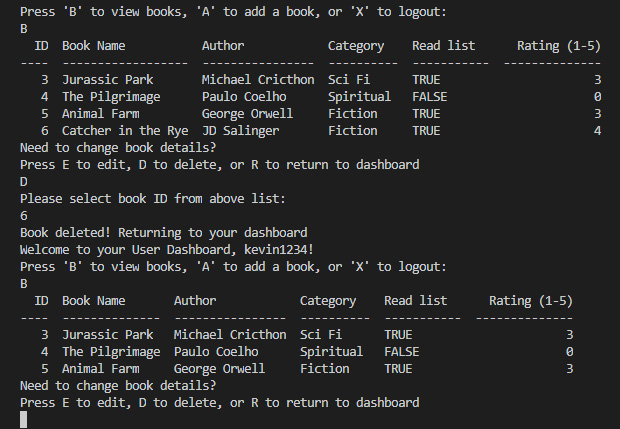 Press 'B' to view books, 'A' to add a book, or 'X' to logout:
B
  ID  Book Name           Author            Category    Read list      Rating (1-5)
----  ------------------  ----------------  ----------  -----------  --------------
   3  Jurassic Park       Michael Cricthon  Sci Fi      TRUE                      3
   4  The Pilgrimage      Paulo Coelho      Spiritual   FALSE                     0
   5  Animal Farm         George Orwell     Fiction     TRUE                      3
   6  Catcher in the Rye  JD Salinger       Fiction     TRUE                      4
Need to change book details?
Press E to edit, D to delete, or R to return to dashboard
D
Please select book ID from above list:
6
Book deleted! Returning to your dashboard
Welcome to your User Dashboard, kevin1234!
Press 'B' to view books, 'A' to add a book, or 'X' to logout:
B
  ID  Book Name       Author            Category    Read list      Rating (1-5)
----  --------------  ----------------  ----------  -----------  --------------
   3  Jurassic Park   Michael Cricthon  Sci Fi      TRUE                      3
   4  The Pilgrimage  Paulo Coelho      Spiritual   FALSE                     0
   5  Animal Farm     George Orwell     Fiction     TRUE                      3
Need to change book details?
Press E to edit, D to delete, or R to return to dashboard